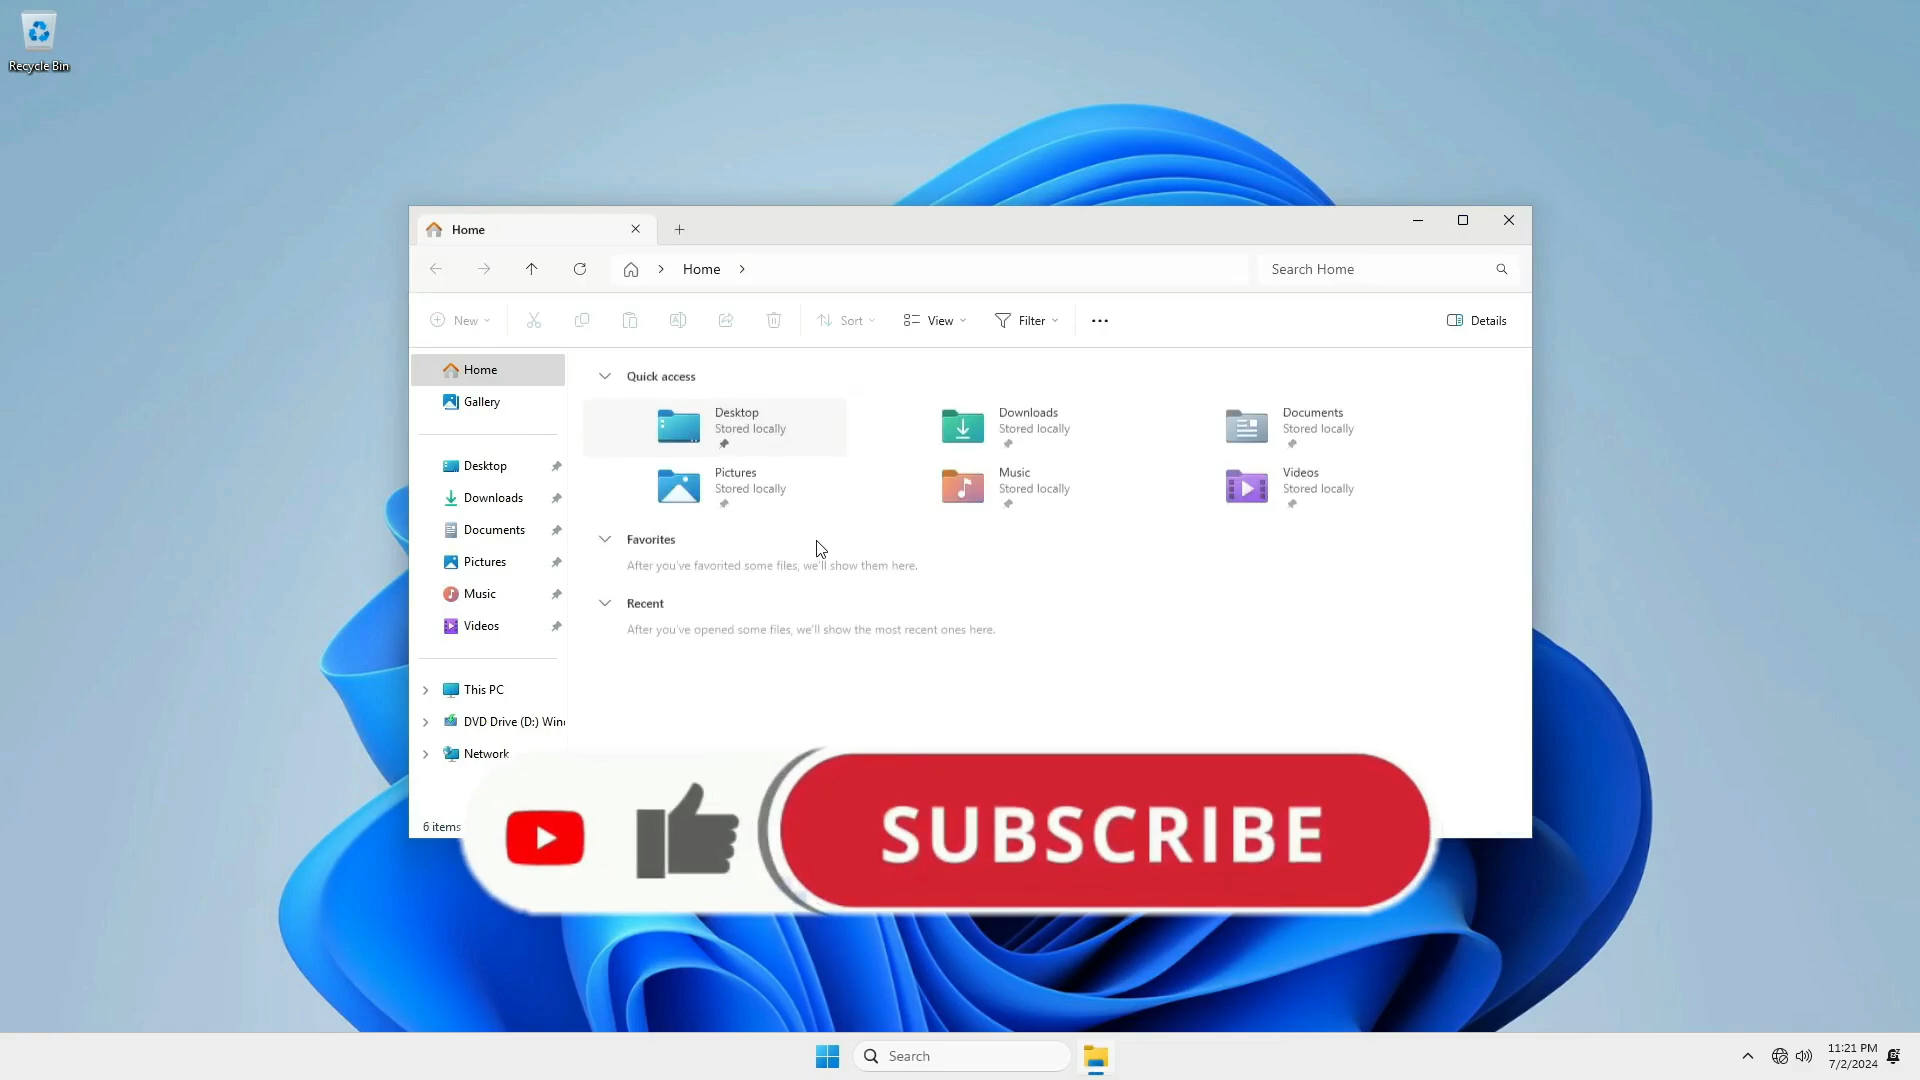 Recycle Bin
Home
Home
Search Home
New
Sort
View
Filter
Details
Home
Gallery
Desktop
Downloads
Documents
Pictures
Music
Videos
This PC
DVD Drive (D:) Win
Network
6 items
Quick access
Desktop
Stored locally
Downloads
Stored locally
Documents
Stored locally
Pictures
Stored locally
Music
Stored locally
Videos
Stored locally
Favorites
After you've favorited some files, we'll show them here.
Recent
After you've opened some files, we'll show the most recent ones here.
SUBSCRIBE
Search
11:21 PM
7/2/2024